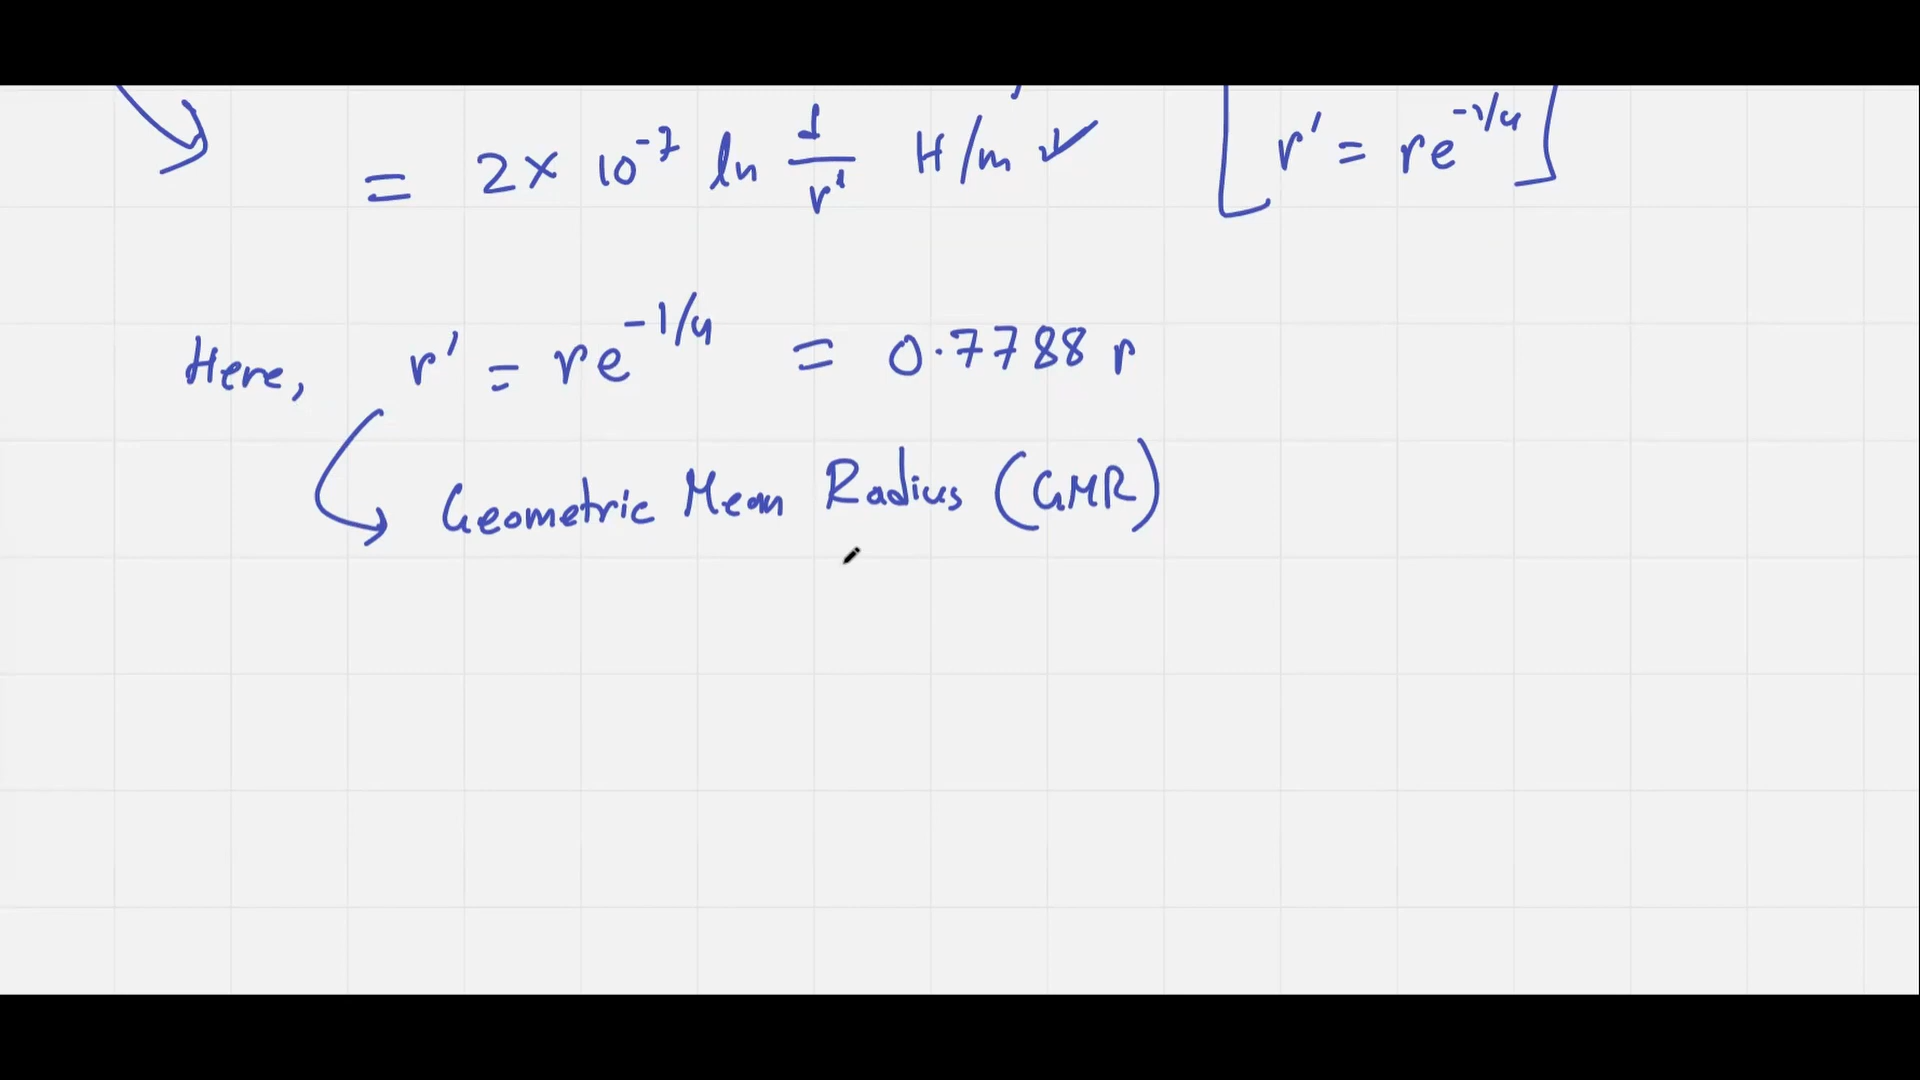 = 2 × 10⁻⁷ ln d/r' H/m ✓ [r' = re^(-1/4)]
Here, r' = re^(-1/4) = 0.7788 r
Geometric Mean Radius (GMR)